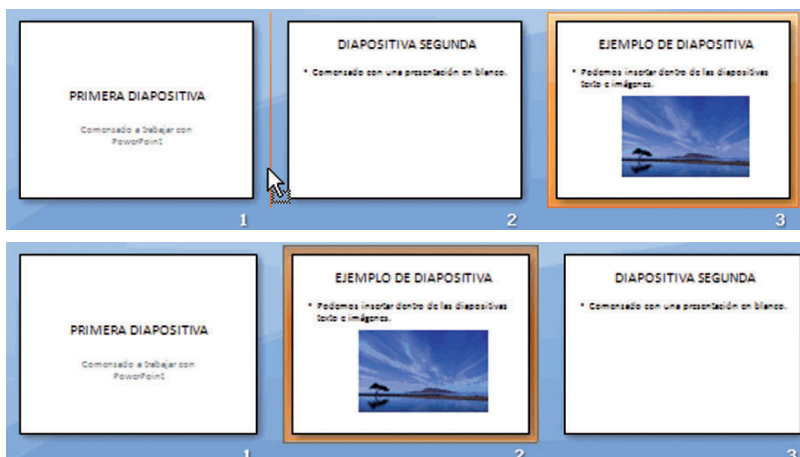 PRIMERA DIAPOSITIVA
Comenzado a trabajar con
PowerPoint
1
DIAPOSITIVA SEGUNDA
• Comenzado con una presentación en blanco.
2
EJEMPLO DE DIAPOSITIVA
• Podemos insertar dentro de las diapositivas
texto e imágenes.
3
PRIMERA DIAPOSITIVA
Comenzado a trabajar con
PowerPoint
1
EJEMPLO DE DIAPOSITIVA
• Podemos insertar dentro de las diapositivas
texto e imágenes.
2
DIAPOSITIVA SEGUNDA
• Comenzado con una presentación en blanco.
3